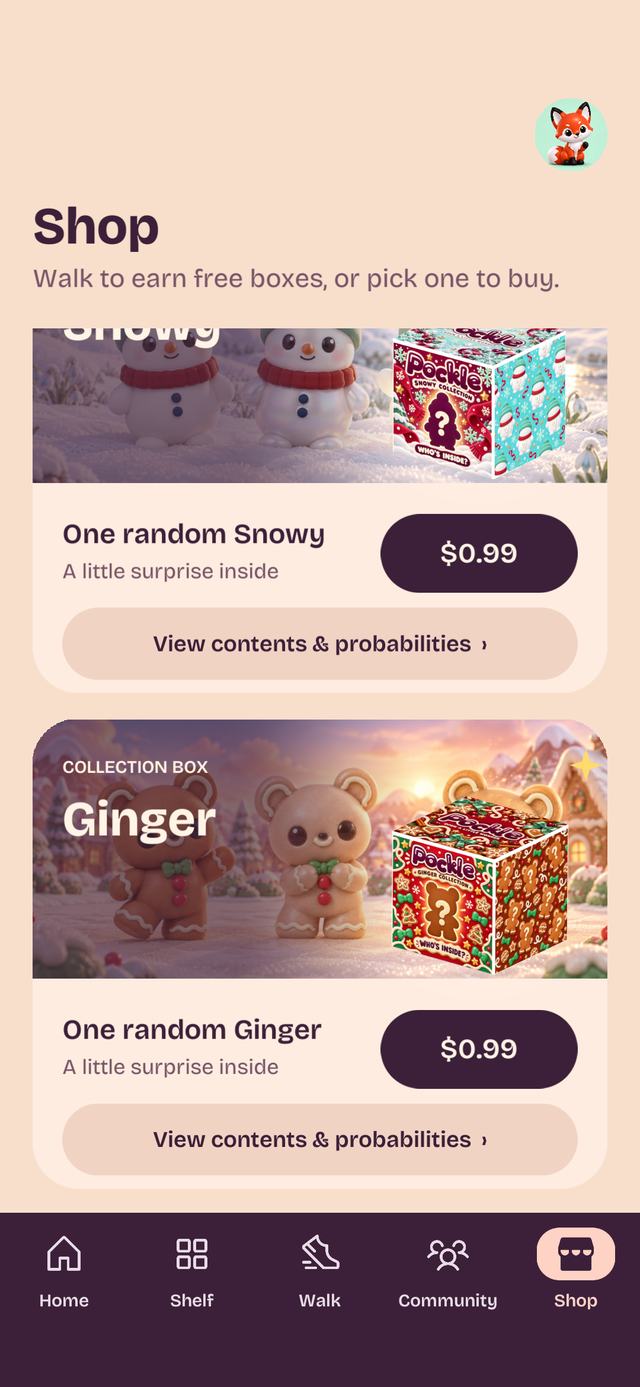 Shop
Walk to earn free boxes, or pick one to buy.
Snowy
Pockle
SNOWY COLLECTION
?
WHO'S INSIDE?
One random Snowy
A little surprise inside
$0.99
View contents & probabilities ›
COLLECTION BOX
Ginger
Pockle
GINGER COLLECTION
?
WHO'S INSIDE?
One random Ginger
A little surprise inside
$0.99
View contents & probabilities ›
Home
Shelf
Walk
Community
Shop